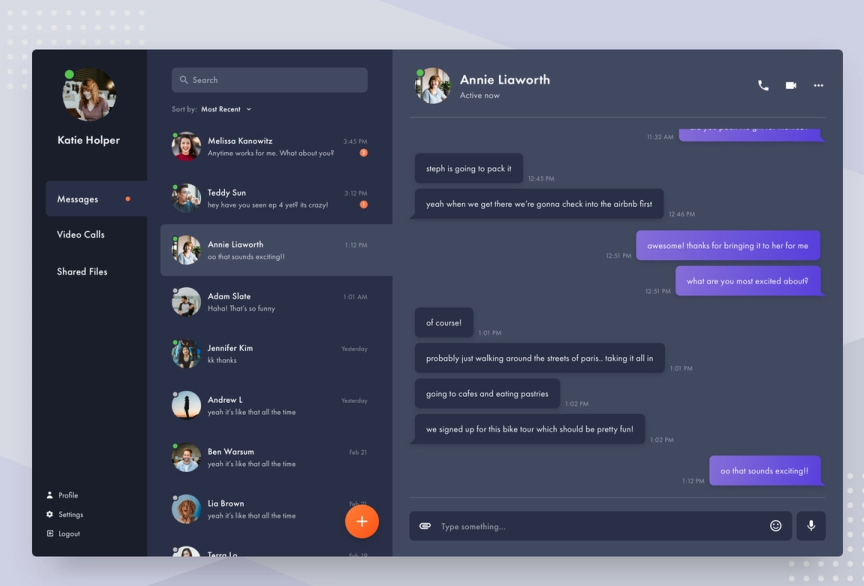 Katie Holper
Messages
Video Calls
Shared Files
Profile
Settings
Logout
Search
Sort by: Most Recent
Melissa Kanowitz
3:45 PM
Anytime works for me. What about you?
Teddy Sun
3:12 PM
hey have you seen ep 4 yet? its crazy!
Annie Liaworth
1:12 PM
oo that sounds exciting!!
Adam Slate
1:01 AM
Haha! That's so funny
Jennifer Kim
Yesterday
kk thanks
Andrew L
Yesterday
yeah it's like that all the time
Ben Warsum
Feb 21
yeah it's like that all the time
Lia Brown
yeah it's like that all the time
Annie Liaworth
Active now
11:32 AM
steph is going to pack it
12:45 PM
yeah when we get there we're gonna check into the airbnb first
12:46 PM
awesome! thanks for bringing it to her for me
12:51 PM
what are you most excited about?
12:51 PM
of course!
1:01 PM
probably just walking around the streets of paris.. taking it all in
1:01 PM
going to cafes and eating pastries
1:02 PM
we signed up for this bike tour which should be pretty fun!
1:02 PM
oo that sounds exciting!!
1:12 PM
Type something...